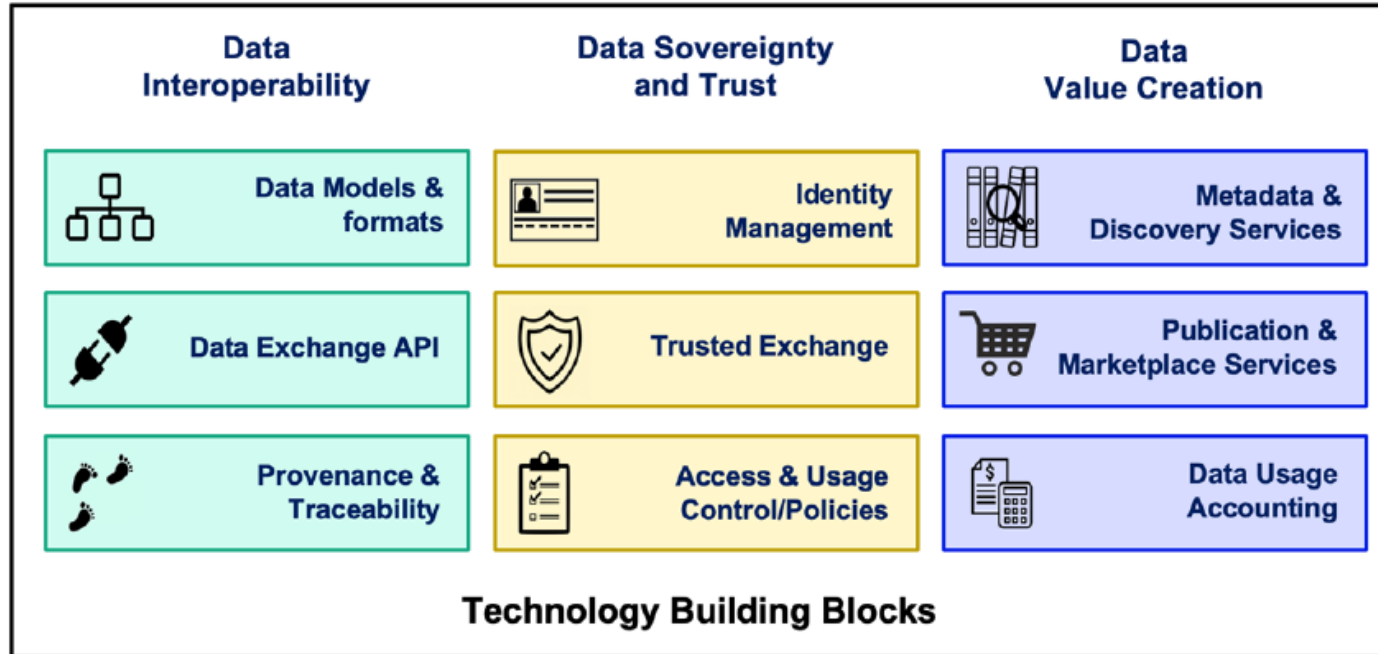 Data
Interoperability
Data Sovereignty
and Trust
Data
Value Creation
Data Models &
formats
Identity
Management
Metadata &
Discovery Services
Data Exchange API
Trusted Exchange
Publication &
Marketplace Services
Provenance &
Traceability
Access & Usage
Control/Policies
$
Data Usage
Accounting
Technology Building Blocks